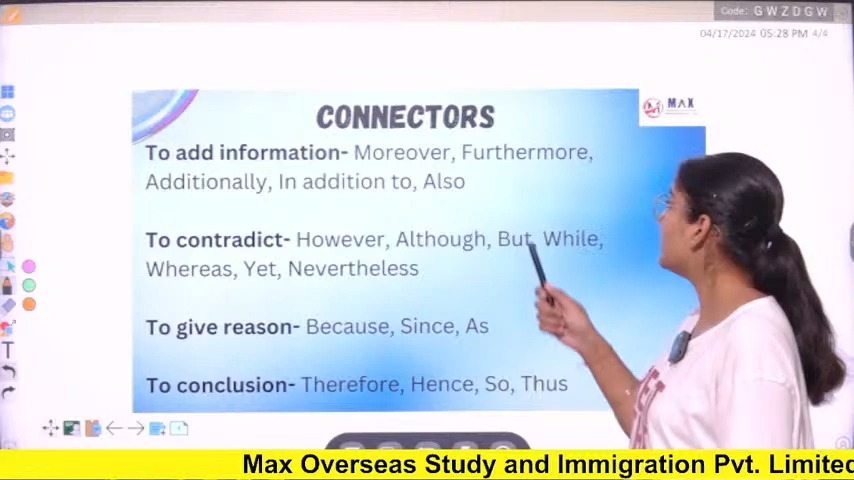 Code: GWZDGW
04/17/2024 05:28 PM 4/4
CONNECTORS
MAX
To add information- Moreover, Furthermore,
Additionally, In addition to, Also
To contradict- However, Although, But, While,
Whereas, Yet, Nevertheless
To give reason- Because, Since, As
To conclusion- Therefore, Hence, So, Thus
Max Overseas Study and Immigration Pvt. Limited